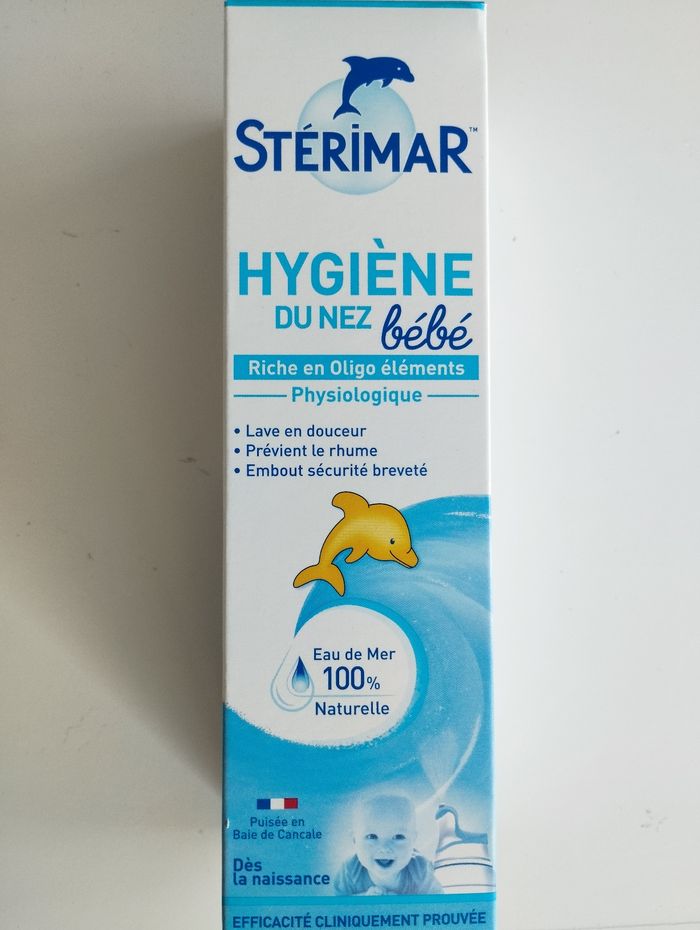 STÉRIMAR™
HYGIÈNE
DU NEZ bébé
Riche en Oligo éléments
Physiologique
• Lave en douceur
• Prévient le rhume
• Embout sécurité breveté
Eau de Mer
100%
Naturelle
Puisée en
Baie de Cancale
Dès
la naissance
EFFICACITÉ CLINIQUEMENT PROUVÉE